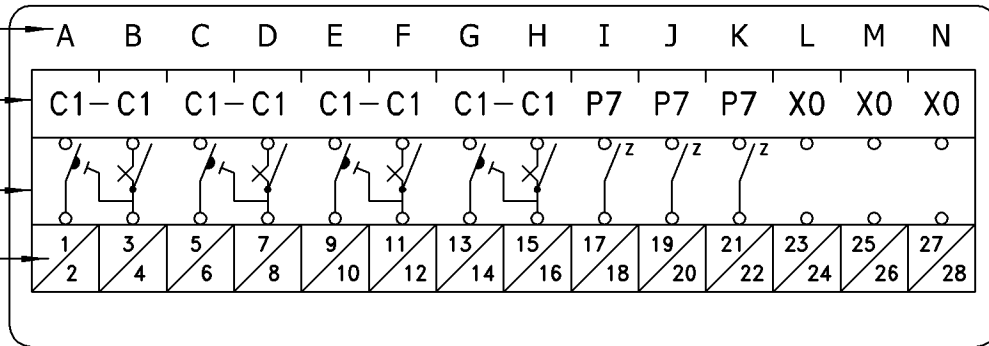 A B C D E F G H I J K L M N
C1-C1 C1-C1 C1-C1 C1-C1 P7 P7 P7 X0 X0 X0
z z z
1 3 5 7 9 11 13 15 17 19 21 23 25 27
2 4 6 8 10 12 14 16 18 20 22 24 26 28